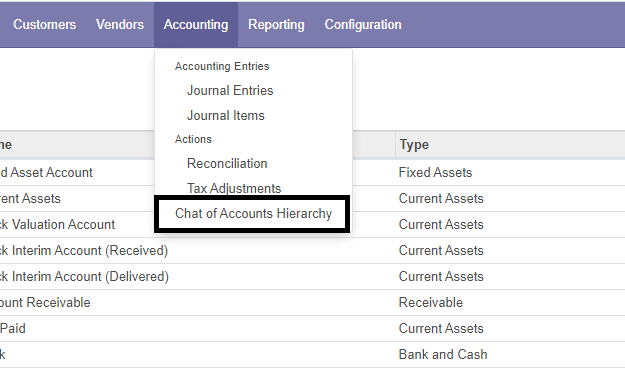 Customers Vendors Accounting Reporting Configuration
Accounting Entries
Journal Entries
Journal Items
Actions
Reconciliation
Tax Adjustments
Chat of Accounts Hierarchy
Type
d Asset Account Fixed Assets
rent Assets Current Assets
k Valuation Account Current Assets
k Interim Account (Received) Current Assets
k Interim Account (Delivered) Current Assets
ount Receivable Receivable
Paid Current Assets
k Bank and Cash